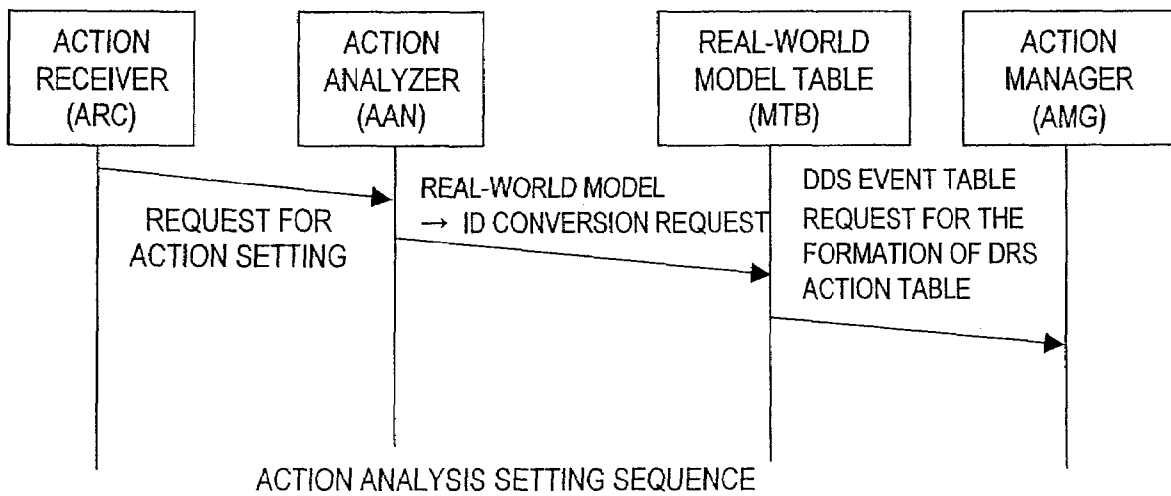 ACTION
RECEIVER
(ARC)
ACTION
ANALYZER
(AAN)
REAL-WORLD
MODEL TABLE
(MTB)
ACTION
MANAGER
(AMG)
REQUEST FOR
ACTION SETTING
REAL-WORLD MODEL
→ ID CONVERSION REQUEST
DDS EVENT TABLE
REQUEST FOR THE
FORMATION OF DRS
ACTION TABLE
ACTION ANALYSIS SETTING SEQUENCE